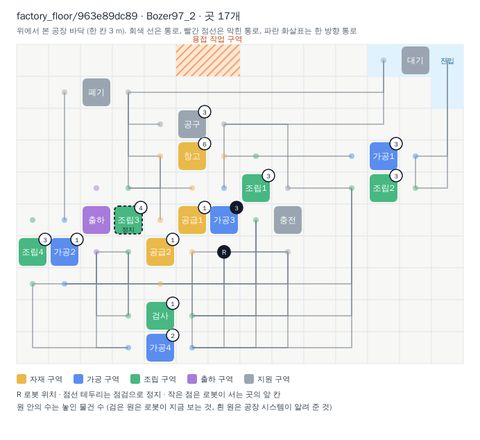 factory_floor/963e89dc89 · Bozer97_2 · 곳 17개
위에서 본 공장 바닥 (한 칸 3 m). 회색 선은 통로, 빨간 점선은 막힌 통로, 파란 화살표는 한 방향 통로
용접 작업 구역
대기
진입
폐기
3
공구
6
창고
3
가공1
3
조립1
3
조립2
출하
4
조립3
정지
1
공급1
3
가공3
충전
3
조립4
1
가공2
1
공급2
R
1
검사
2
가공4
자재 구역
가공 구역
조립 구역
출하 구역
지원 구역
R 로봇 위치 · 점선 테두리는 점검으로 정지 · 작은 점은 로봇이 서는 곳의 앞 칸
원 안의 수는 놓인 물건 수 (검은 원은 로봇이 지금 보는 것, 흰 원은 공장 시스템이 알려 준 것)